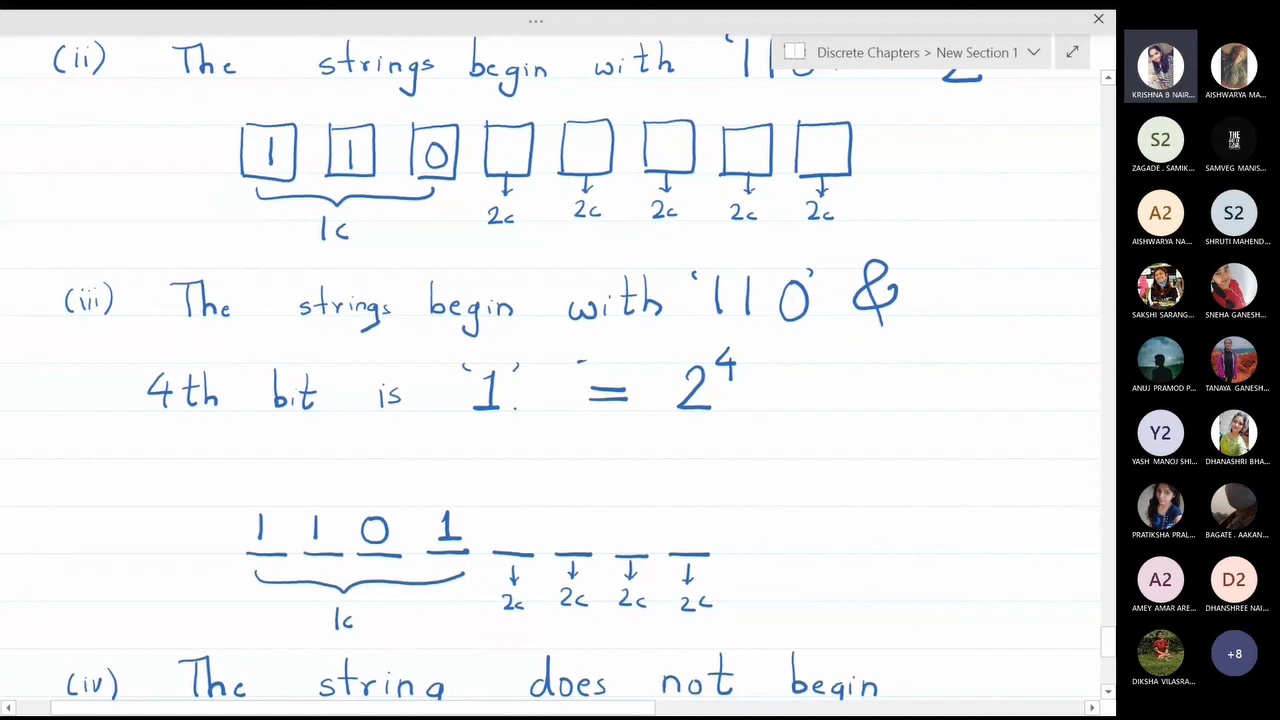 ...
×
Discrete Chapters > New Section 1
(ii) The strings begin with '110
1 1 0
1c 2c 2c 2c 2c 2c
(iii) The strings begin with '110' &
4th bit is '1'. = 2⁴
1 1 0 1
1c 2c 2c 2c 2c
(iv) The string does not begin
KRISHNA B NAIR... AISHWARYA MA...
S2 THE
ZAGADE . SAMIK... SAMVEG MANIS...
A2 S2
AISHWARYA NA... SHRUTI MAHEND...
SAKSHI SARANG... SNEHA GANESH...
ANUJ PRAMOD P... TANAYA GANESH...
Y2
YASH MANOJ SHI... DHANASHRI BHA...
PRATIKSHA PRAL... BAGATE . AAKAN...
A2 D2
AMEY AMAR ARE... DHANSHREE NAI...
+8
DIKSHA VILASRA...